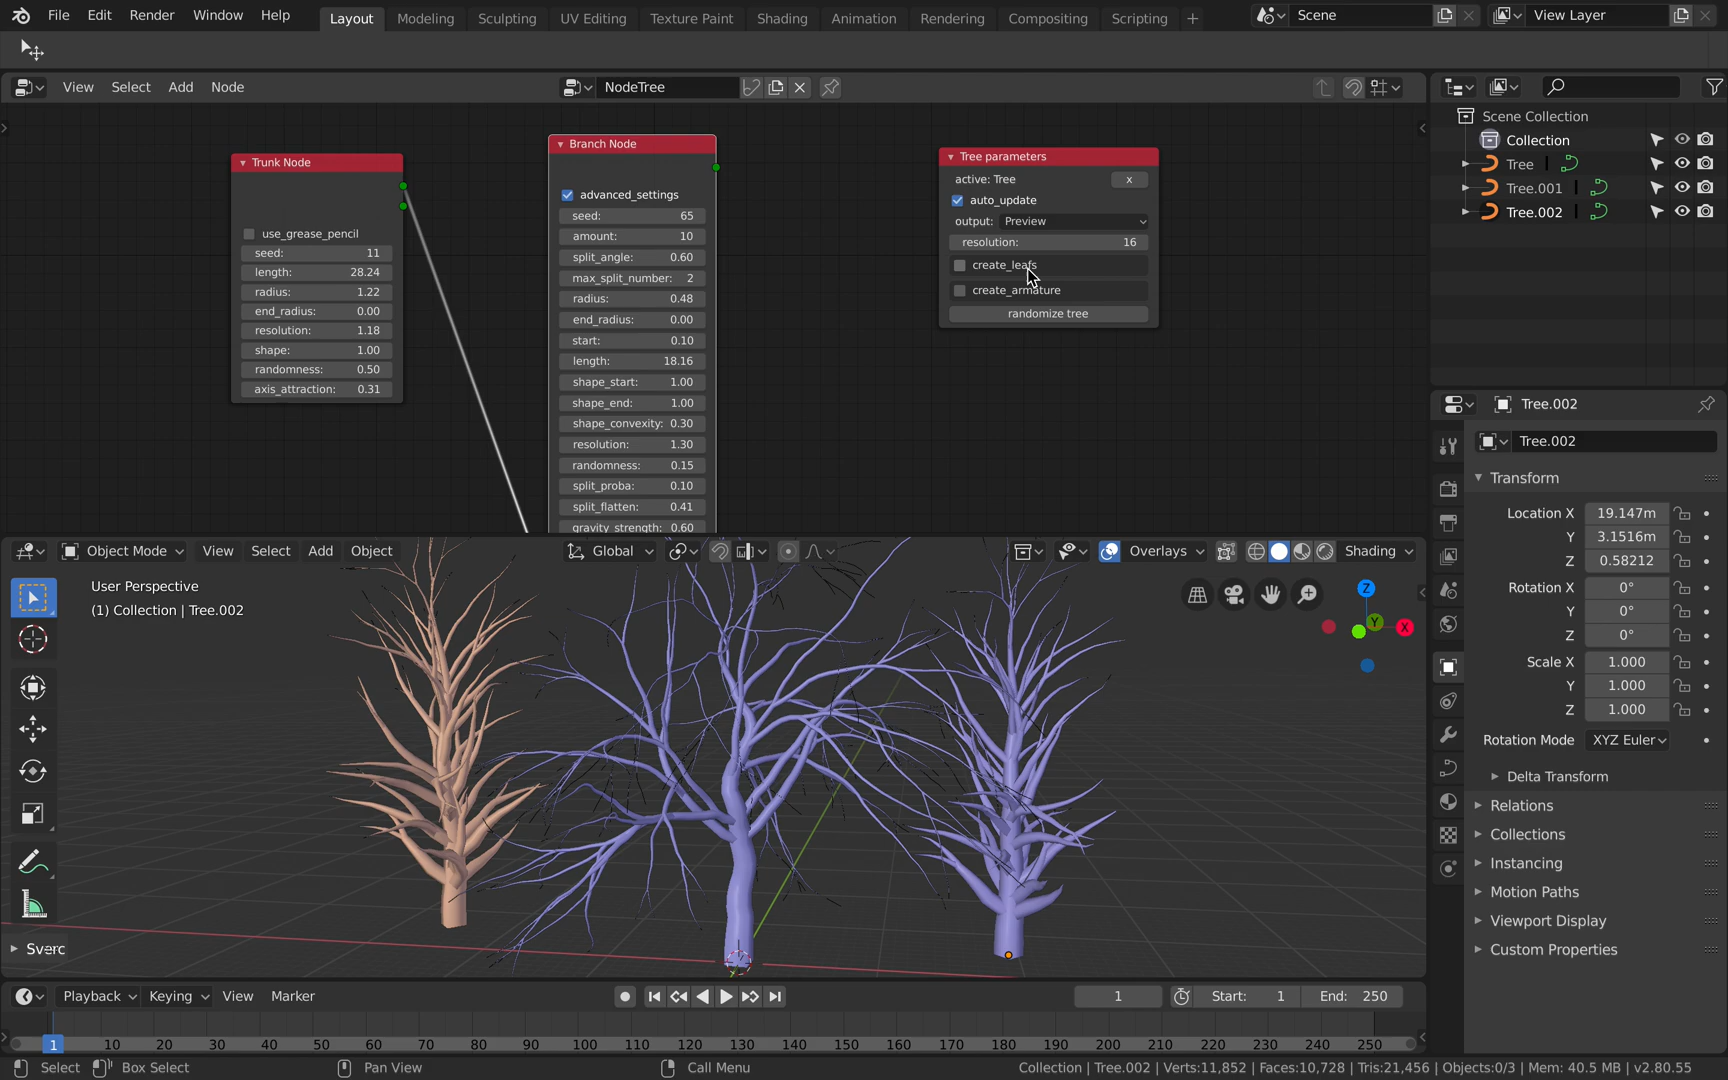 File Edit Render Window Help Layout Modeling Sculpting UV Editing Texture Paint Shading Animation Rendering Compositing Scripting + Scene View Layer
View Select Add Node NodeTree
Trunk Node
use_grease_pencil
seed: 11
length: 28.24
radius: 1.22
end_radius: 0.00
resolution: 1.18
shape: 1.00
randomness: 0.50
axis_attraction: 0.31
Branch Node
advanced_settings
seed: 65
amount: 10
split_angle: 0.60
max_split_number: 2
radius: 0.48
end_radius: 0.00
start: 0.10
length: 18.16
shape_start: 1.00
shape_end: 1.00
shape_convexity: 0.30
resolution: 1.30
randomness: 0.15
split_proba: 0.10
split_flatten: 0.41
gravity_strength: 0.60
Tree parameters
active: Tree x
auto_update
output: Preview
resolution: 16
create_leafs
create_armature
randomize tree
Scene Collection
Collection
Tree
Tree.001
Tree.002
Tree.002
Tree.002
Transform
Location X 19.147m
Y 3.1516m
Z 0.58212
Rotation X 0°
Y 0°
Z 0°
Scale X 1.000
Y 1.000
Z 1.000
Rotation Mode XYZ Euler
Delta Transform
Relations
Collections
Instancing
Motion Paths
Viewport Display
Custom Properties
Object Mode View Select Add Object Global Overlays Shading
User Perspective
(1) Collection | Tree.002
Z
Y
X
Sverc
Playback Keying View Marker 1 Start: 1 End: 250
1 10 20 30 40 50 60 70 80 90 100 110 120 130 140 150 160 170 180 190 200 210 220 230 240 250
Select Box Select Pan View Call Menu Collection | Tree.002 | Verts:11,852 | Faces:10,728 | Tris:21,456 | Objects:0/3 | Mem: 40.5 MB | v2.80.55